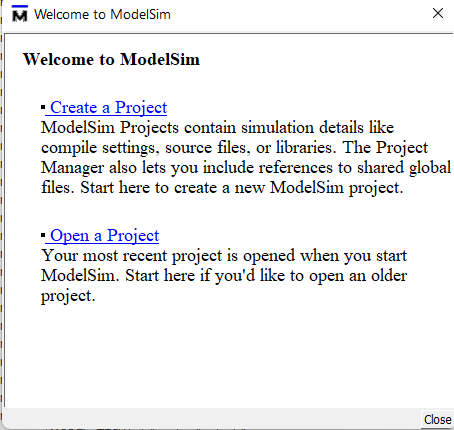 Welcome to ModelSim
Welcome to ModelSim
Create a Project
ModelSim Projects contain simulation details like
compile settings, source files, or libraries. The Project
Manager also lets you include references to shared global
files. Start here to create a new ModelSim project.
Open a Project
Your most recent project is opened when you start
ModelSim. Start here if you'd like to open an older
project.
Close